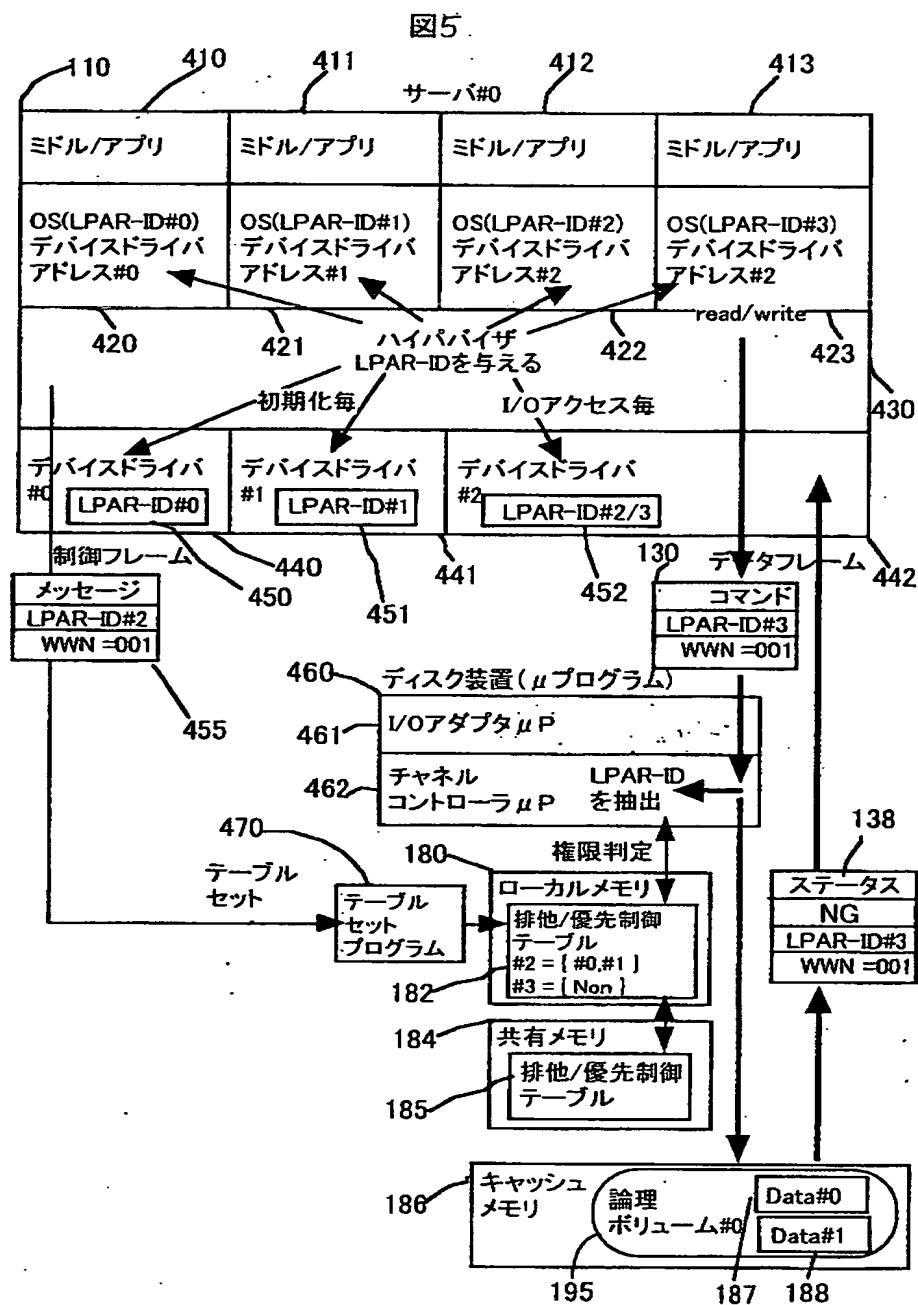 図5
110
410
411
412
413
サーバ#0
ミドル/アプリ
ミドル/アプリ
ミドル/アプリ
ミドル/アプリ
OS(LPAR-ID#0)
デバイスドライバ
アドレス#0
OS(LPAR-ID#1)
デバイスドライバ
アドレス#1
OS(LPAR-ID#2)
デバイスドライバ
アドレス#2
OS(LPAR-ID#3)
デバイスドライバ
アドレス#2
420
421
422
423
read/write
ハイパバイザ
LPAR-IDを与える
初期化毎
I/Oアクセス毎
430
デバイスドライバ
#0
LPAR-ID#0
デバイスドライバ
#1
LPAR-ID#1
デバイスドライバ
#2
LPAR-ID#2/3
制御フレーム
440
450
451
441
452
130
データフレーム
442
メッセージ
LPAR-ID#2
WWN =001
455
コマンド
LPAR-ID#3
WWN =001
460
ディスク装置(μプログラム)
461
I/OアダプタμP
462
チャネル
コントローラμP
LPAR-ID
を抽出
470
180
権限判定
138
テーブル
セット
テーブル
セット
プログラム
ローカルメモリ
排他/優先制御
テーブル
#2 = { #0,#1 }
#3 = { Non }
182
ステータス
NG
LPAR-ID#3
WWN =001
184
共有メモリ
185
排他/優先制御
テーブル
186
キャッシュ
メモリ
論理
ボリューム#0
Data#0
Data#1
195
187
188